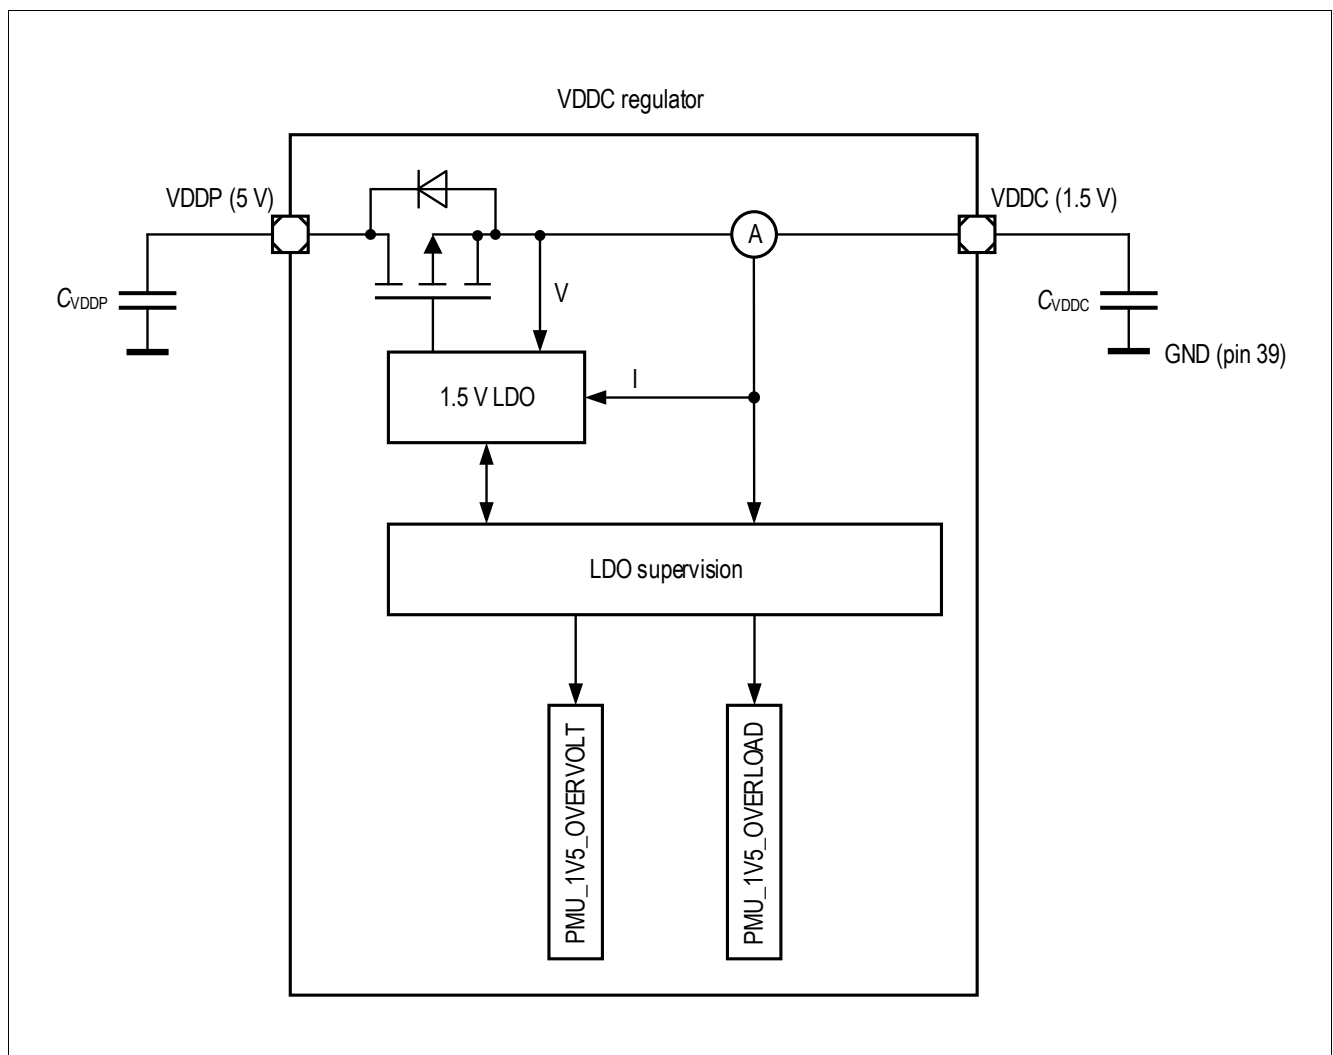 VDDC regulator
VDDP (5 V)
VDDC (1.5 V)
A
CVDDP
V
CVDDC
GND (pin 39)
1.5 V LDO
I
LDO supervision
PMU_1V5_OVERVOLT
PMU_1V5_OVERLOAD